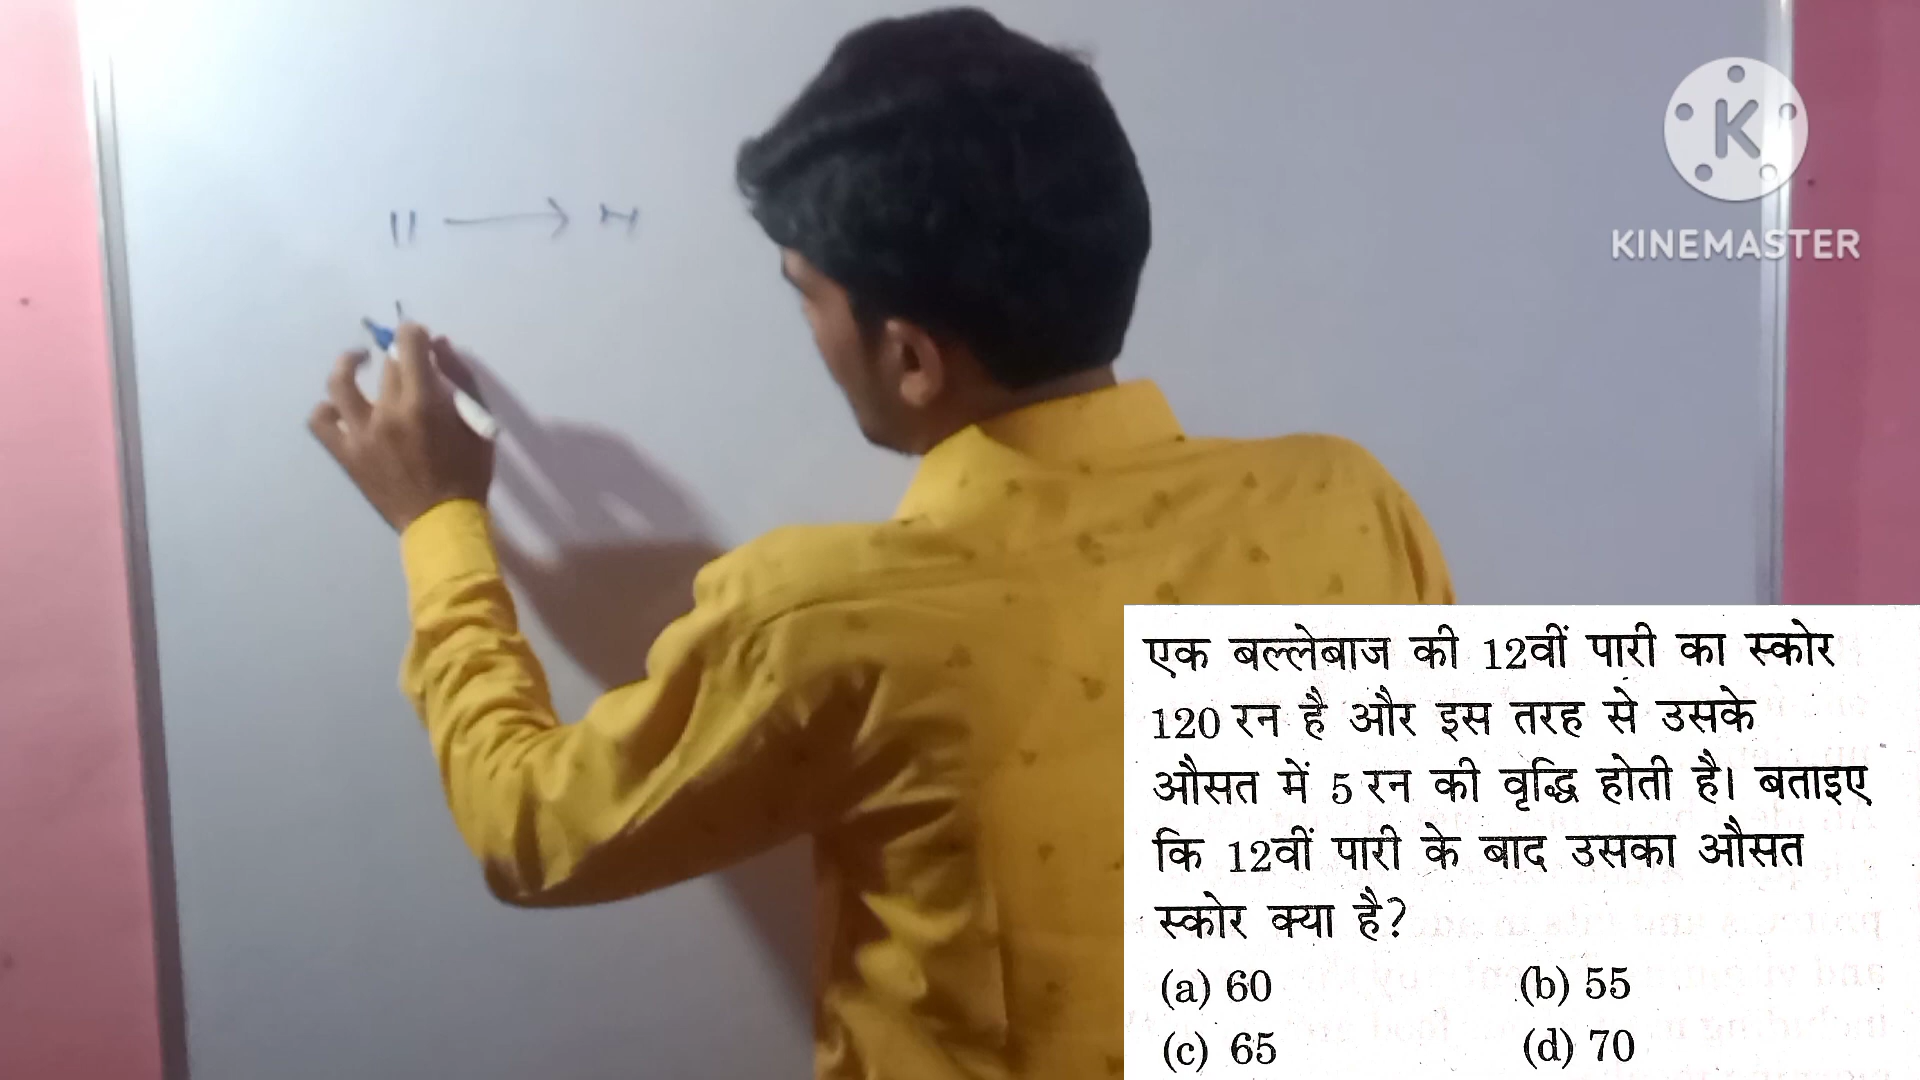 11 → x
K
KINEMASTER
एक बल्लेबाज की 12वीं पारी का स्कोर
120 रन है और इस तरह से उसके
औसत में 5 रन की वृद्धि होती है। बताइए
कि 12वीं पारी के बाद उसका औसत
स्कोर क्या है?
(a) 60 (b) 55
(c) 65 (d) 70